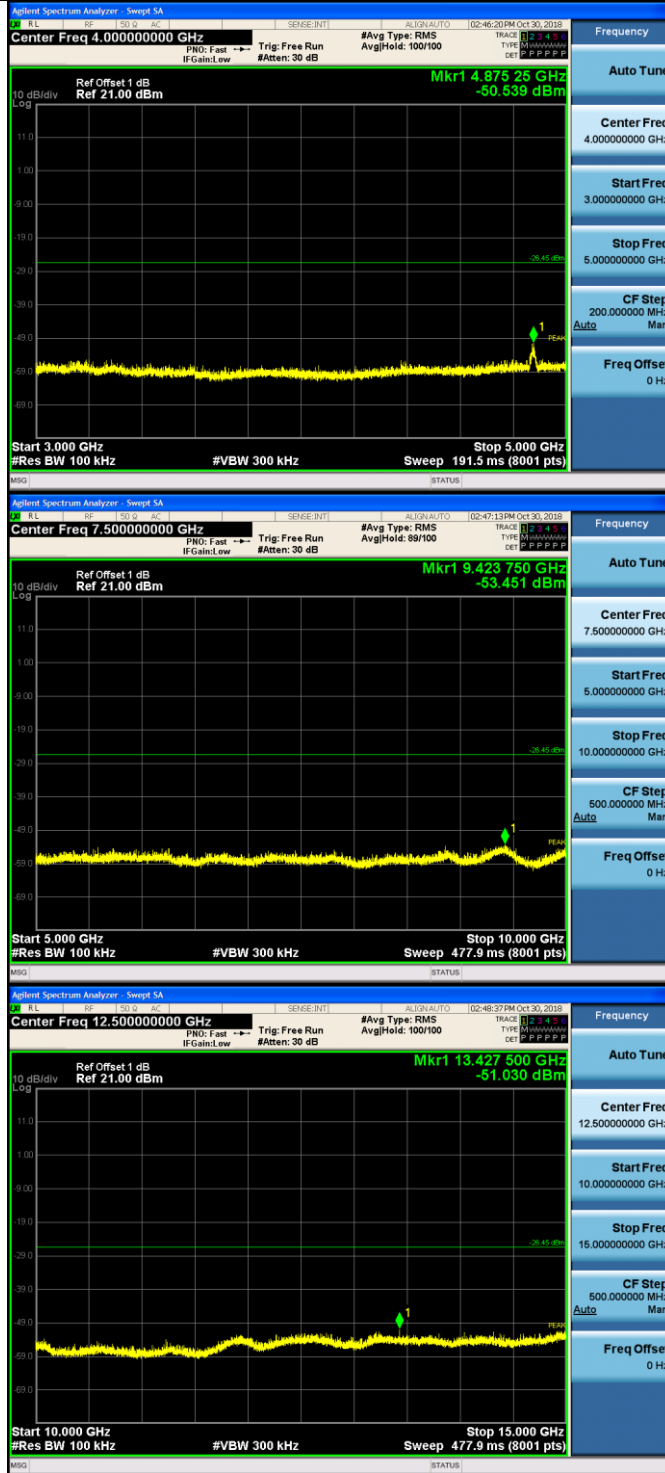 Agilent Spectrum Analyzer - Swept SA
RL RF 50 Ω AC SENSE:INT ALIGNAUTO 02:46:20 PM Oct 30, 2018
Center Freq 4.000000000 GHz
PNO: Fast
IFGain:Low
Trig: Free Run
#Atten: 30 dB
#Avg Type: RMS
Avg|Hold: 100/100
TRACE 1 2 3 4 5 6
TYPE M
DET P P P P P P
Ref Offset 1 dB
10 dB/div Ref 21.00 dBm
Log
Mkr1 4.875 25 GHz
-50.539 dBm
11.0
1.00
-9.00
-19.0
-26.45 dBm
-29.0
-39.0
1
-49.0
PEAK
-59.0
-69.0
Start 3.000 GHz Stop 5.000 GHz
#Res BW 100 kHz #VBW 300 kHz Sweep 191.5 ms (8001 pts)
MSG STATUS
Frequency
Auto Tune
Center Freq
4.000000000 GHz
Start Freq
3.000000000 GHz
Stop Freq
5.000000000 GHz
CF Step
200.000000 MHz
Auto Man
Freq Offset
0 Hz
Agilent Spectrum Analyzer - Swept SA
RL RF 50 Ω AC SENSE:INT ALIGNAUTO 02:47:13 PM Oct 30, 2018
Center Freq 7.500000000 GHz
PNO: Fast
IFGain:Low
Trig: Free Run
#Atten: 30 dB
#Avg Type: RMS
Avg|Hold: 89/100
TRACE 1 2 3 4 5 6
TYPE M
DET P P P P P P
Ref Offset 1 dB
10 dB/div Ref 21.00 dBm
Log
Mkr1 9.423 750 GHz
-53.451 dBm
11.0
1.00
-9.00
-19.0
-26.45 dBm
-29.0
-39.0
1
-49.0
PEAK
-59.0
-69.0
Start 5.000 GHz Stop 10.000 GHz
#Res BW 100 kHz #VBW 300 kHz Sweep 477.9 ms (8001 pts)
MSG STATUS
Frequency
Auto Tune
Center Freq
7.500000000 GHz
Start Freq
5.000000000 GHz
Stop Freq
10.000000000 GHz
CF Step
500.000000 MHz
Auto Man
Freq Offset
0 Hz
Agilent Spectrum Analyzer - Swept SA
RL RF 50 Ω AC SENSE:INT ALIGNAUTO 02:48:37 PM Oct 30, 2018
Center Freq 12.500000000 GHz
PNO: Fast
IFGain:Low
Trig: Free Run
#Atten: 30 dB
#Avg Type: RMS
Avg|Hold: 100/100
TRACE 1 2 3 4 5 6
TYPE M
DET P P P P P P
Ref Offset 1 dB
10 dB/div Ref 21.00 dBm
Log
Mkr1 13.427 500 GHz
-51.030 dBm
11.0
1.00
-9.00
-19.0
-26.45 dBm
-29.0
-39.0
1
-49.0
PEAK
-59.0
-69.0
Start 10.000 GHz Stop 15.000 GHz
#Res BW 100 kHz #VBW 300 kHz Sweep 477.9 ms (8001 pts)
MSG STATUS
Frequency
Auto Tune
Center Freq
12.500000000 GHz
Start Freq
10.000000000 GHz
Stop Freq
15.000000000 GHz
CF Step
500.000000 MHz
Auto Man
Freq Offset
0 Hz